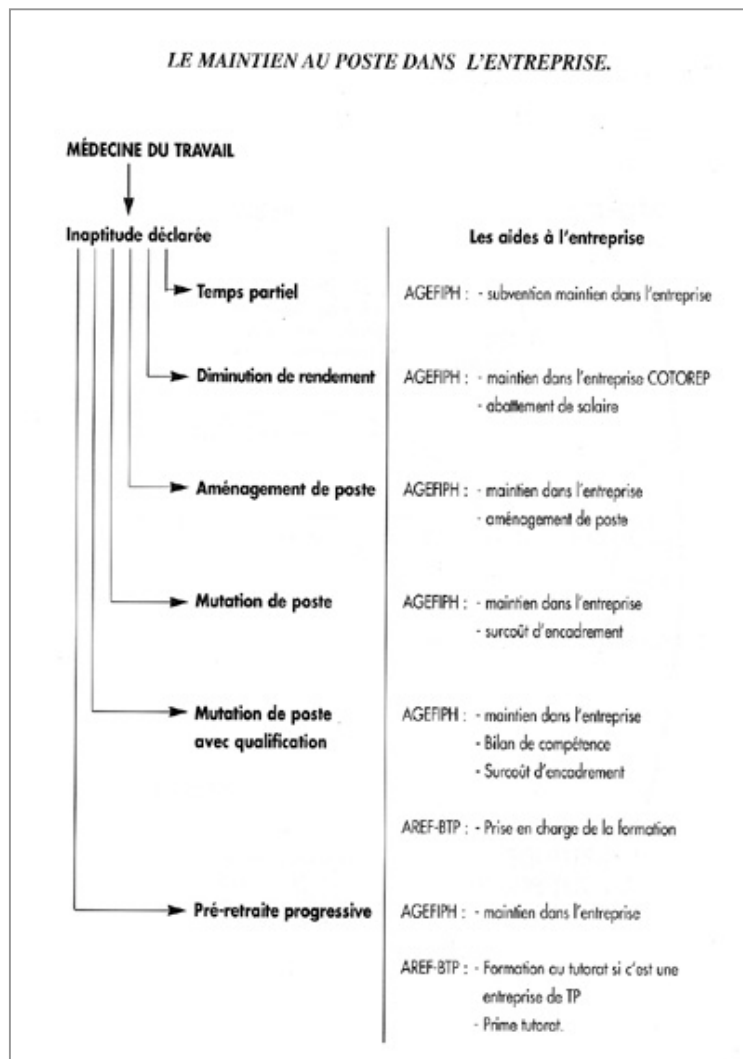 LE MAINTIEN AU POSTE DANS L'ENTREPRISE.
MÉDECINE DU TRAVAIL
Inaptitude déclarée
Les aides à l'entreprise
Temps partiel
AGEFIPH : - subvention maintien dans l'entreprise
Diminution de rendement
AGEFIPH : - maintien dans l'entreprise COTOREP
- abattement de salaire
Aménagement de poste
AGEFIPH : - maintien dans l'entreprise
- aménagement de poste
Mutation de poste
AGEFIPH : - maintien dans l'entreprise
- surcoût d'encadrement
Mutation de poste
avec qualification
AGEFIPH : - maintien dans l'entreprise
- Bilan de compétence
- Surcoût d'encadrement
AREF-BTP : - Prise en charge de la formation
Pré-retraite progressive
AGEFIPH : - maintien dans l'entreprise
AREF-BTP : - Formation au tutorat si c'est une
entreprise de TP
- Prime tutorat.